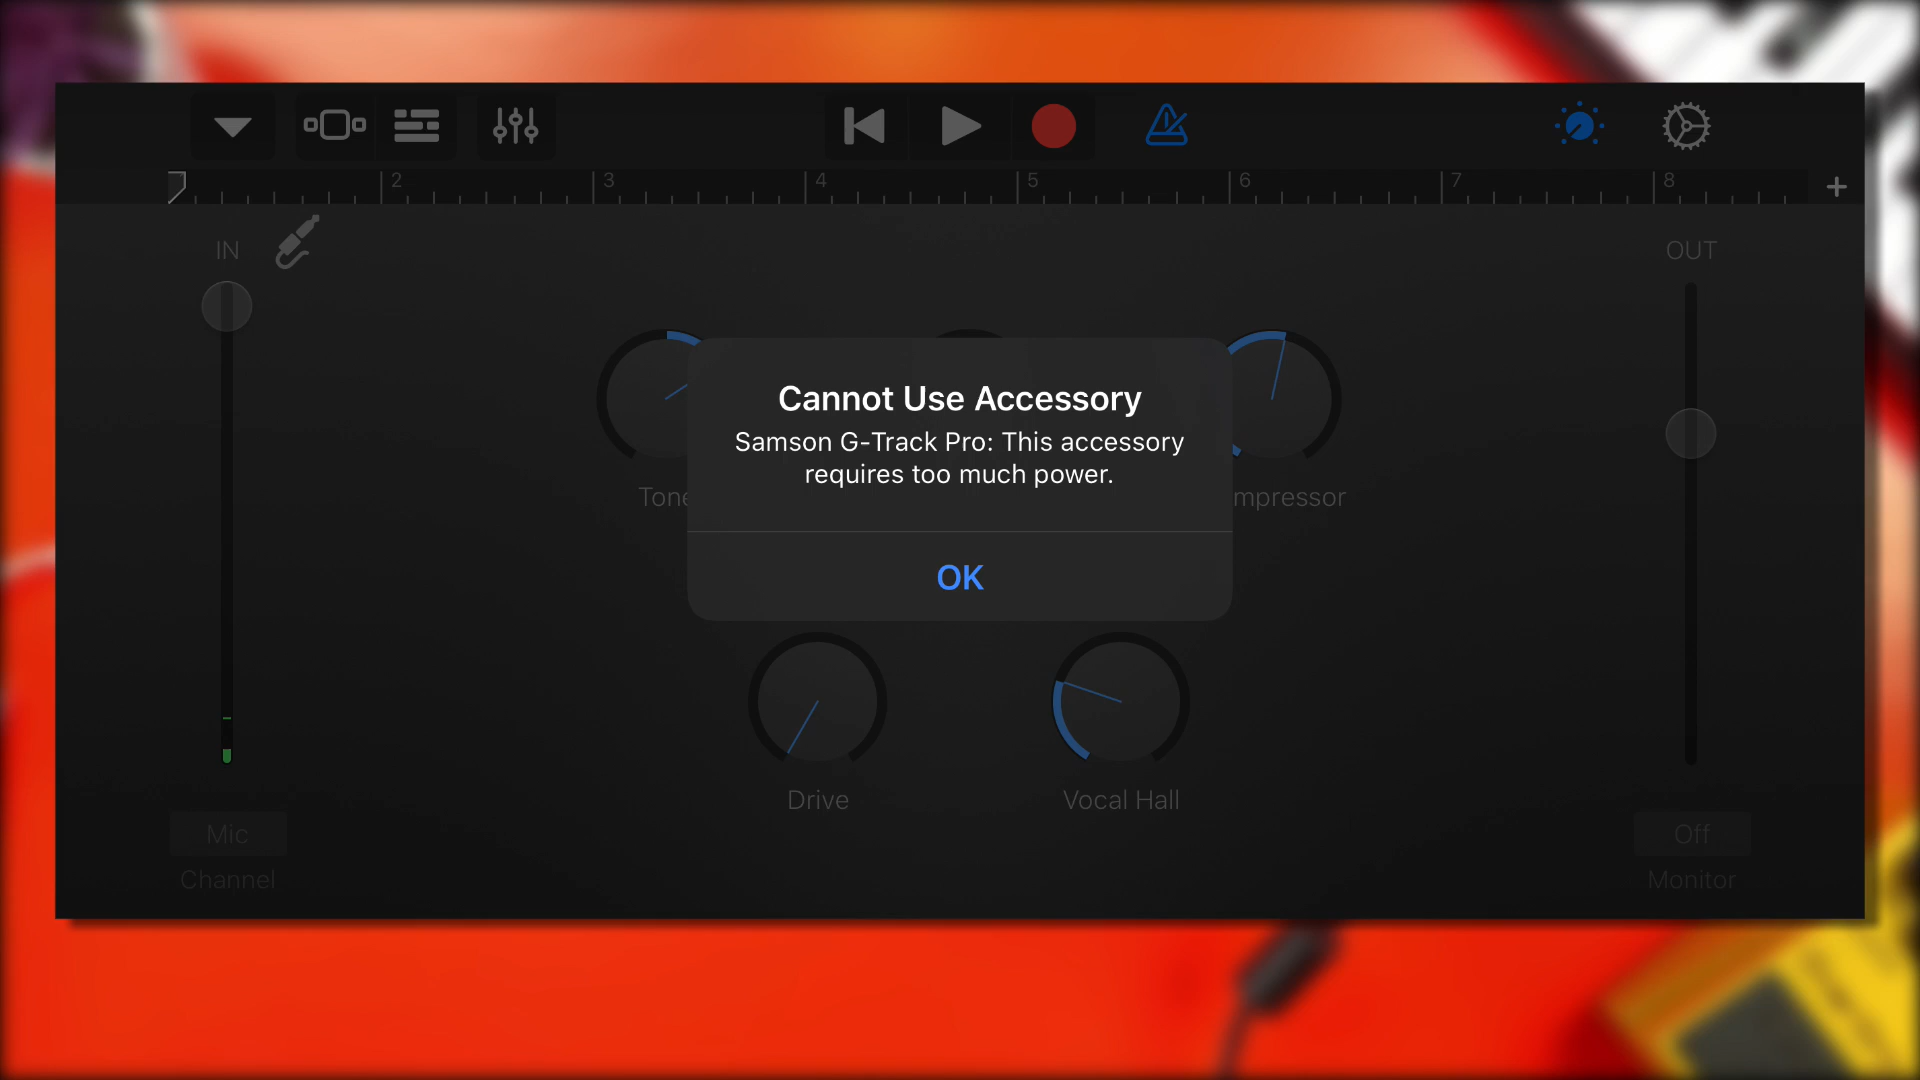 2
3
4
5
6
7
8
IN
OUT
Cannot Use Accessory
Samson G-Track Pro: This accessory
requires too much power.
Tone
mpressor
OK
Drive
Vocal Hall
Mic
Off
Channel
Monitor